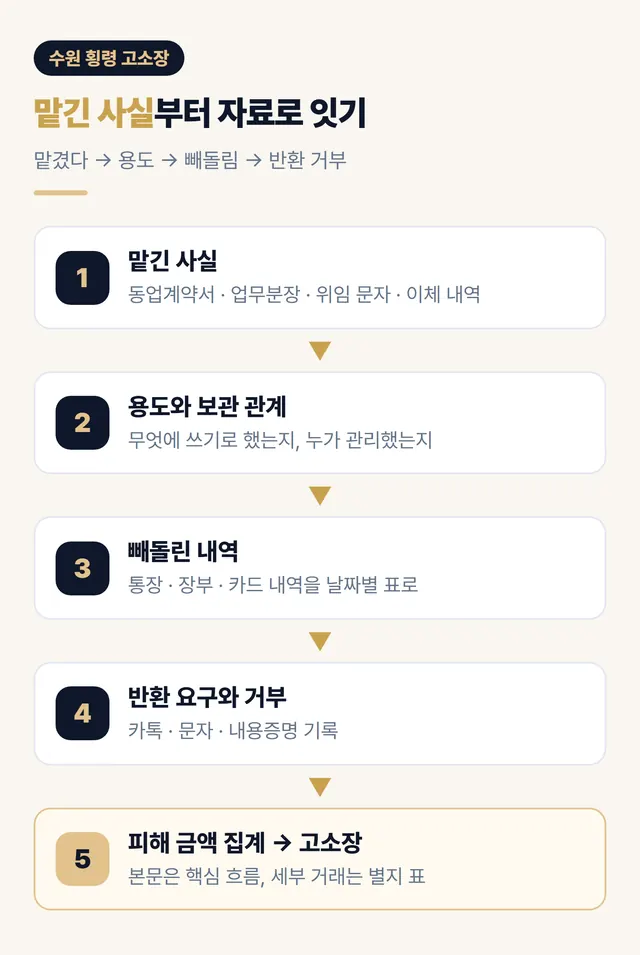 수원 횡령 고소장
맡긴 사실부터 자료로 잇기
맡겼다 → 용도 → 빼돌림 → 반환 거부
1
맡긴 사실
동업계약서 · 업무분장 · 위임 문자 · 이체 내역
2
용도와 보관 관계
무엇에 쓰기로 했는지, 누가 관리했는지
3
빼돌린 내역
통장 · 장부 · 카드 내역을 날짜별 표로
4
반환 요구와 거부
카톡 · 문자 · 내용증명 기록
5
피해 금액 집계 → 고소장
본문은 핵심 흐름, 세부 거래는 별지 표